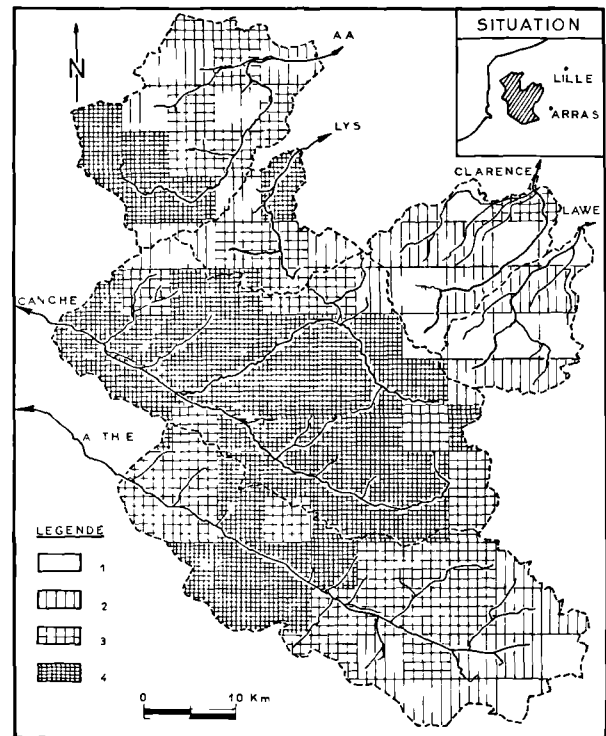 SITUATION
LILLE
ARRAS
N
AA
LYS
CLARENCE
LAWE
CANCHE
A THE
LEGENDE
1
2
3
4
0 10 Km